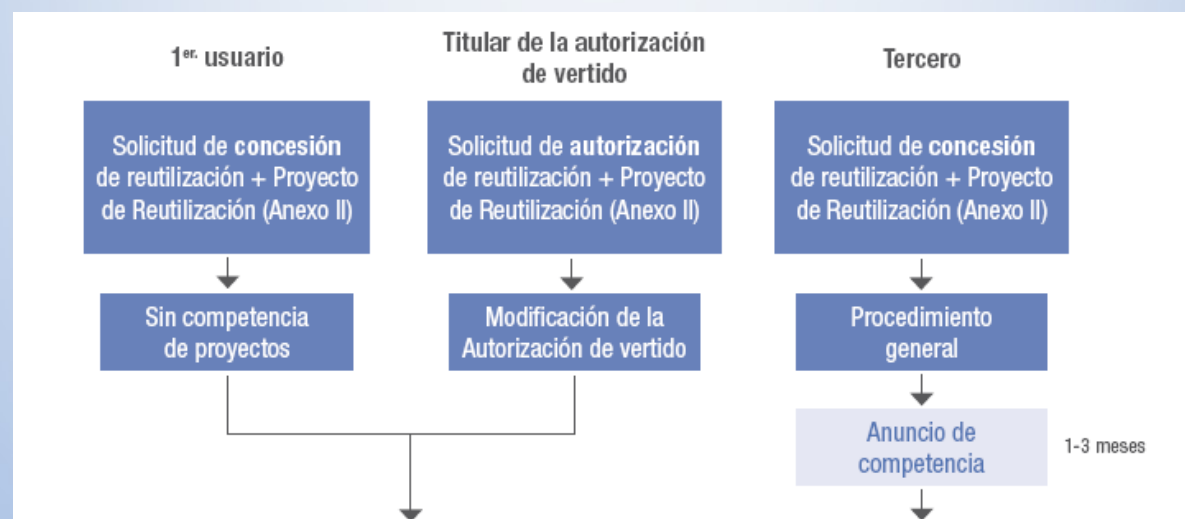 1er. usuario
Titular de la autorización
de vertido
Tercero
Solicitud de concesión
de reutilización + Proyecto
de Reutilización (Anexo II)
Solicitud de autorización
de reutilización + Proyecto
de Reutilización (Anexo II)
Solicitud de concesión
de reutilización + Proyecto
de Reutilización (Anexo II)
Sin competencia
de proyectos
Modificación de la
Autorización de vertido
Procedimiento
general
Anuncio de
competencia
1-3 meses